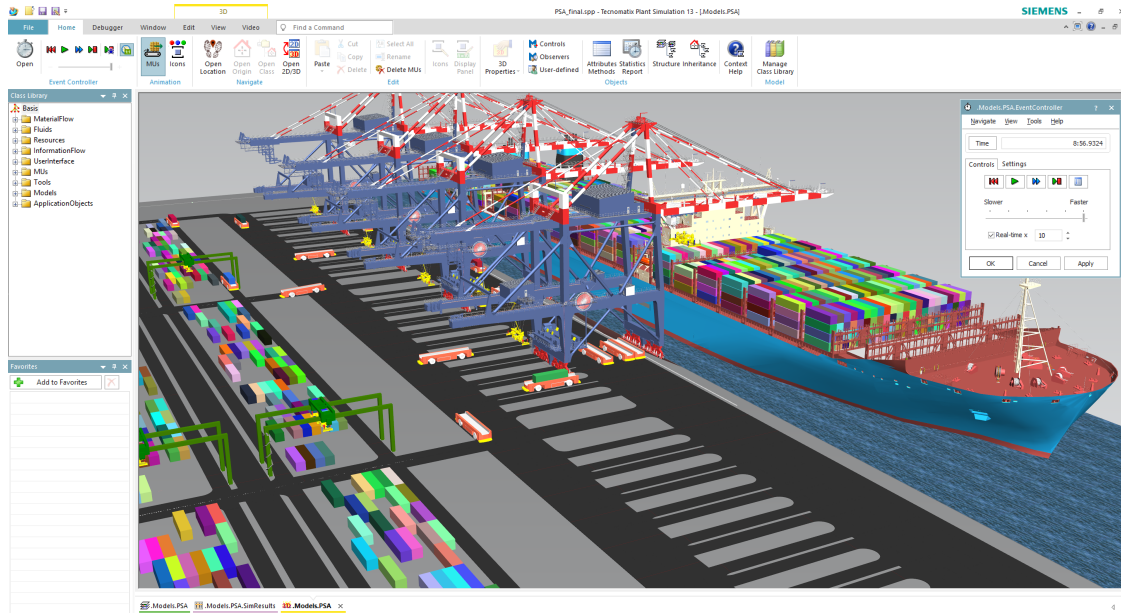 3D
PSA_final.spp - Tecnomatix Plant Simulation 13 - [.Models.PSA]
SIEMENS
File Home Debugger Window Edit View Video Find a Command
Open
Event Controller
MUs Icons
Animation
Open Location Open Origin Open Class Open 2D/3D
Navigate
Paste Cut Copy Delete Select All Rename Delete MUs Icons Display Panel
Edit
3D Properties
Controls
Observers
User-defined
Attributes Methods Statistics Report Structure Inheritance
Objects
Context Help
Manage Class Library
Model
Class Library
Basis
MaterialFlow
Fluids
Resources
InformationFlow
UserInterface
MUs
Tools
Models
ApplicationObjects
Favorites
Add to Favorites
.Models.PSA.EventController ?
Navigate View Tools Help
Time 8:56.9324
Controls Settings
Slower Faster
Real-time x 10
OK Cancel Apply
.Models.PSA .Models.PSA.SimResults 3D .Models.PSA